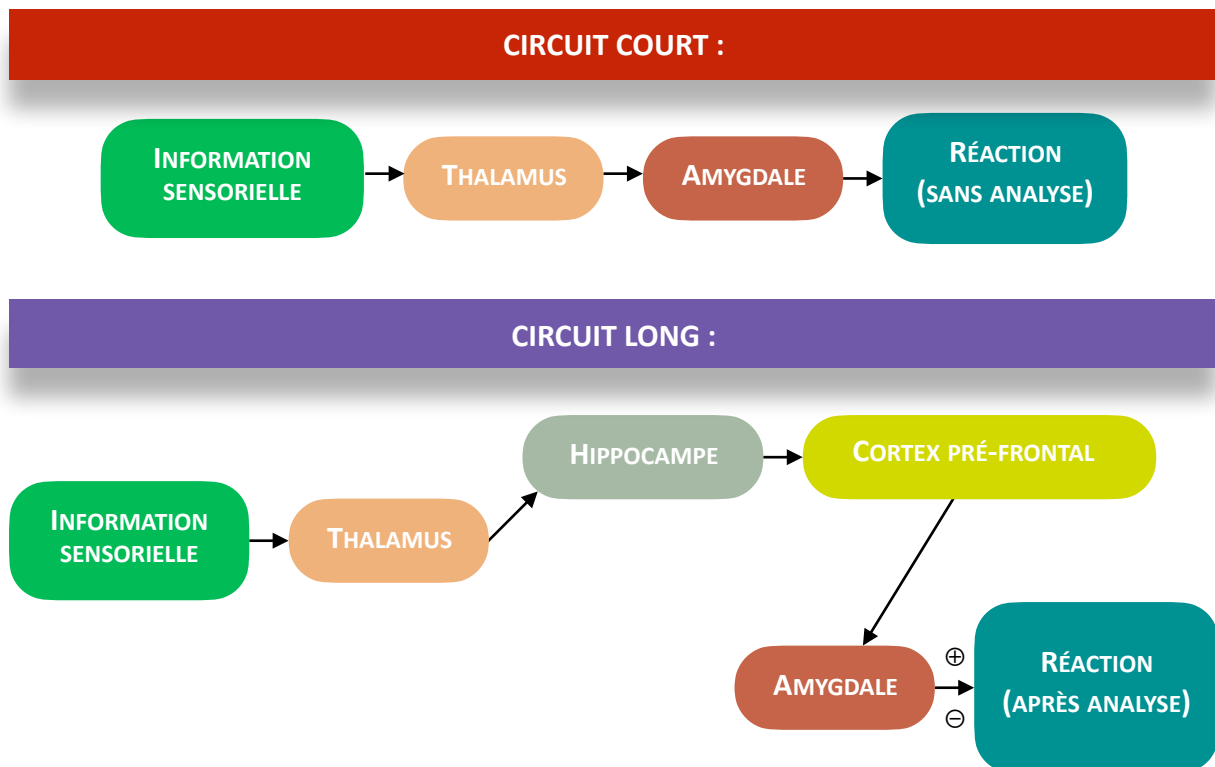 CIRCUIT COURT :
INFORMATION
SENSORIELLE
THALAMUS
AMYGDALE
RÉACTION
(SANS ANALYSE)
CIRCUIT LONG :
INFORMATION
SENSORIELLE
THALAMUS
HIPPOCAMPE
CORTEX PRÉ-FRONTAL
AMYGDALE
⊕
⊖
RÉACTION
(APRÈS ANALYSE)